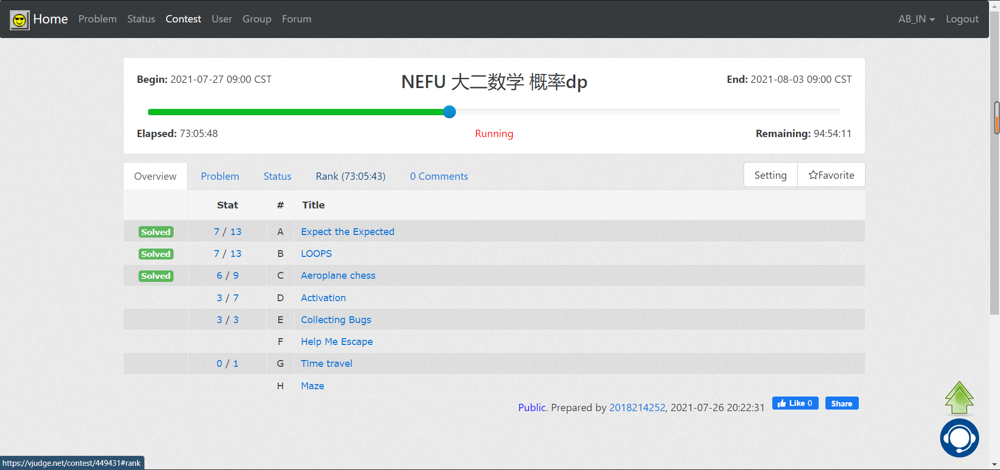 Home Problem Status Contest User Group Forum AB_IN Logout
Begin: 2021-07-27 09:00 CST NEFU 大二数学 概率dp End: 2021-08-03 09:00 CST
Elapsed: 73:05:48 Running Remaining: 94:54:11
Overview Problem Status Rank (73:05:43) 0 Comments Setting Favorite
Stat # Title
Solved 7 / 13 A Expect the Expected
Solved 7 / 13 B LOOPS
Solved 6 / 9 C Aeroplane chess
3 / 7 D Activation
3 / 3 E Collecting Bugs
F Help Me Escape
0 / 1 G Time travel
H Maze
Public. Prepared by 2018214252, 2021-07-26 20:22:31 Like 0 Share
https://vjudge.net/contest/449431#rank